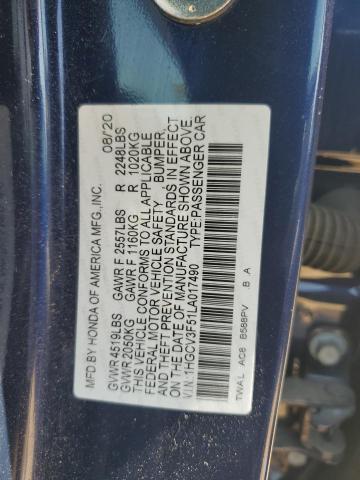 MFD BY HONDA OF AMERICA MFG.,INC. 08/20
GVWR 4519LBS GAWR F 2557LBS R 2248LBS
GVWR 2050KG GAWR F 1160KG R 1020KG
THIS VEHICLE CONFORMS TO ALL APPLICABLE
FEDERAL MOTOR VEHICLE SAFETY, BUMPER,
AND THEFT PREVENTION STANDARDS IN EFFECT
ON THE DATE OF MANUFACTURE SHOWN ABOVE.
V.I.N.:1HGCV3F51LA017490 TYPE:PASSENGER CAR
TWAL AC8 B588PV B A